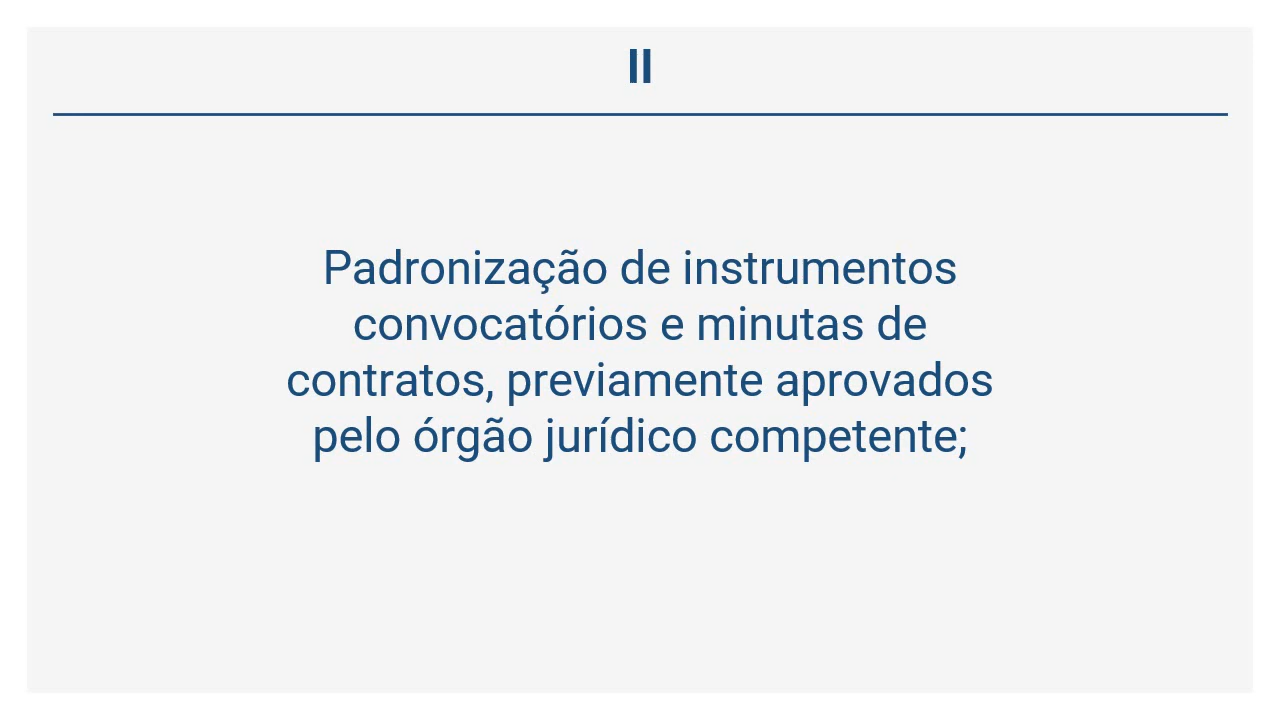 II
Padronização de instrumentos
convocatórios e minutas de
contratos, previamente aprovados
pelo órgão jurídico competente;